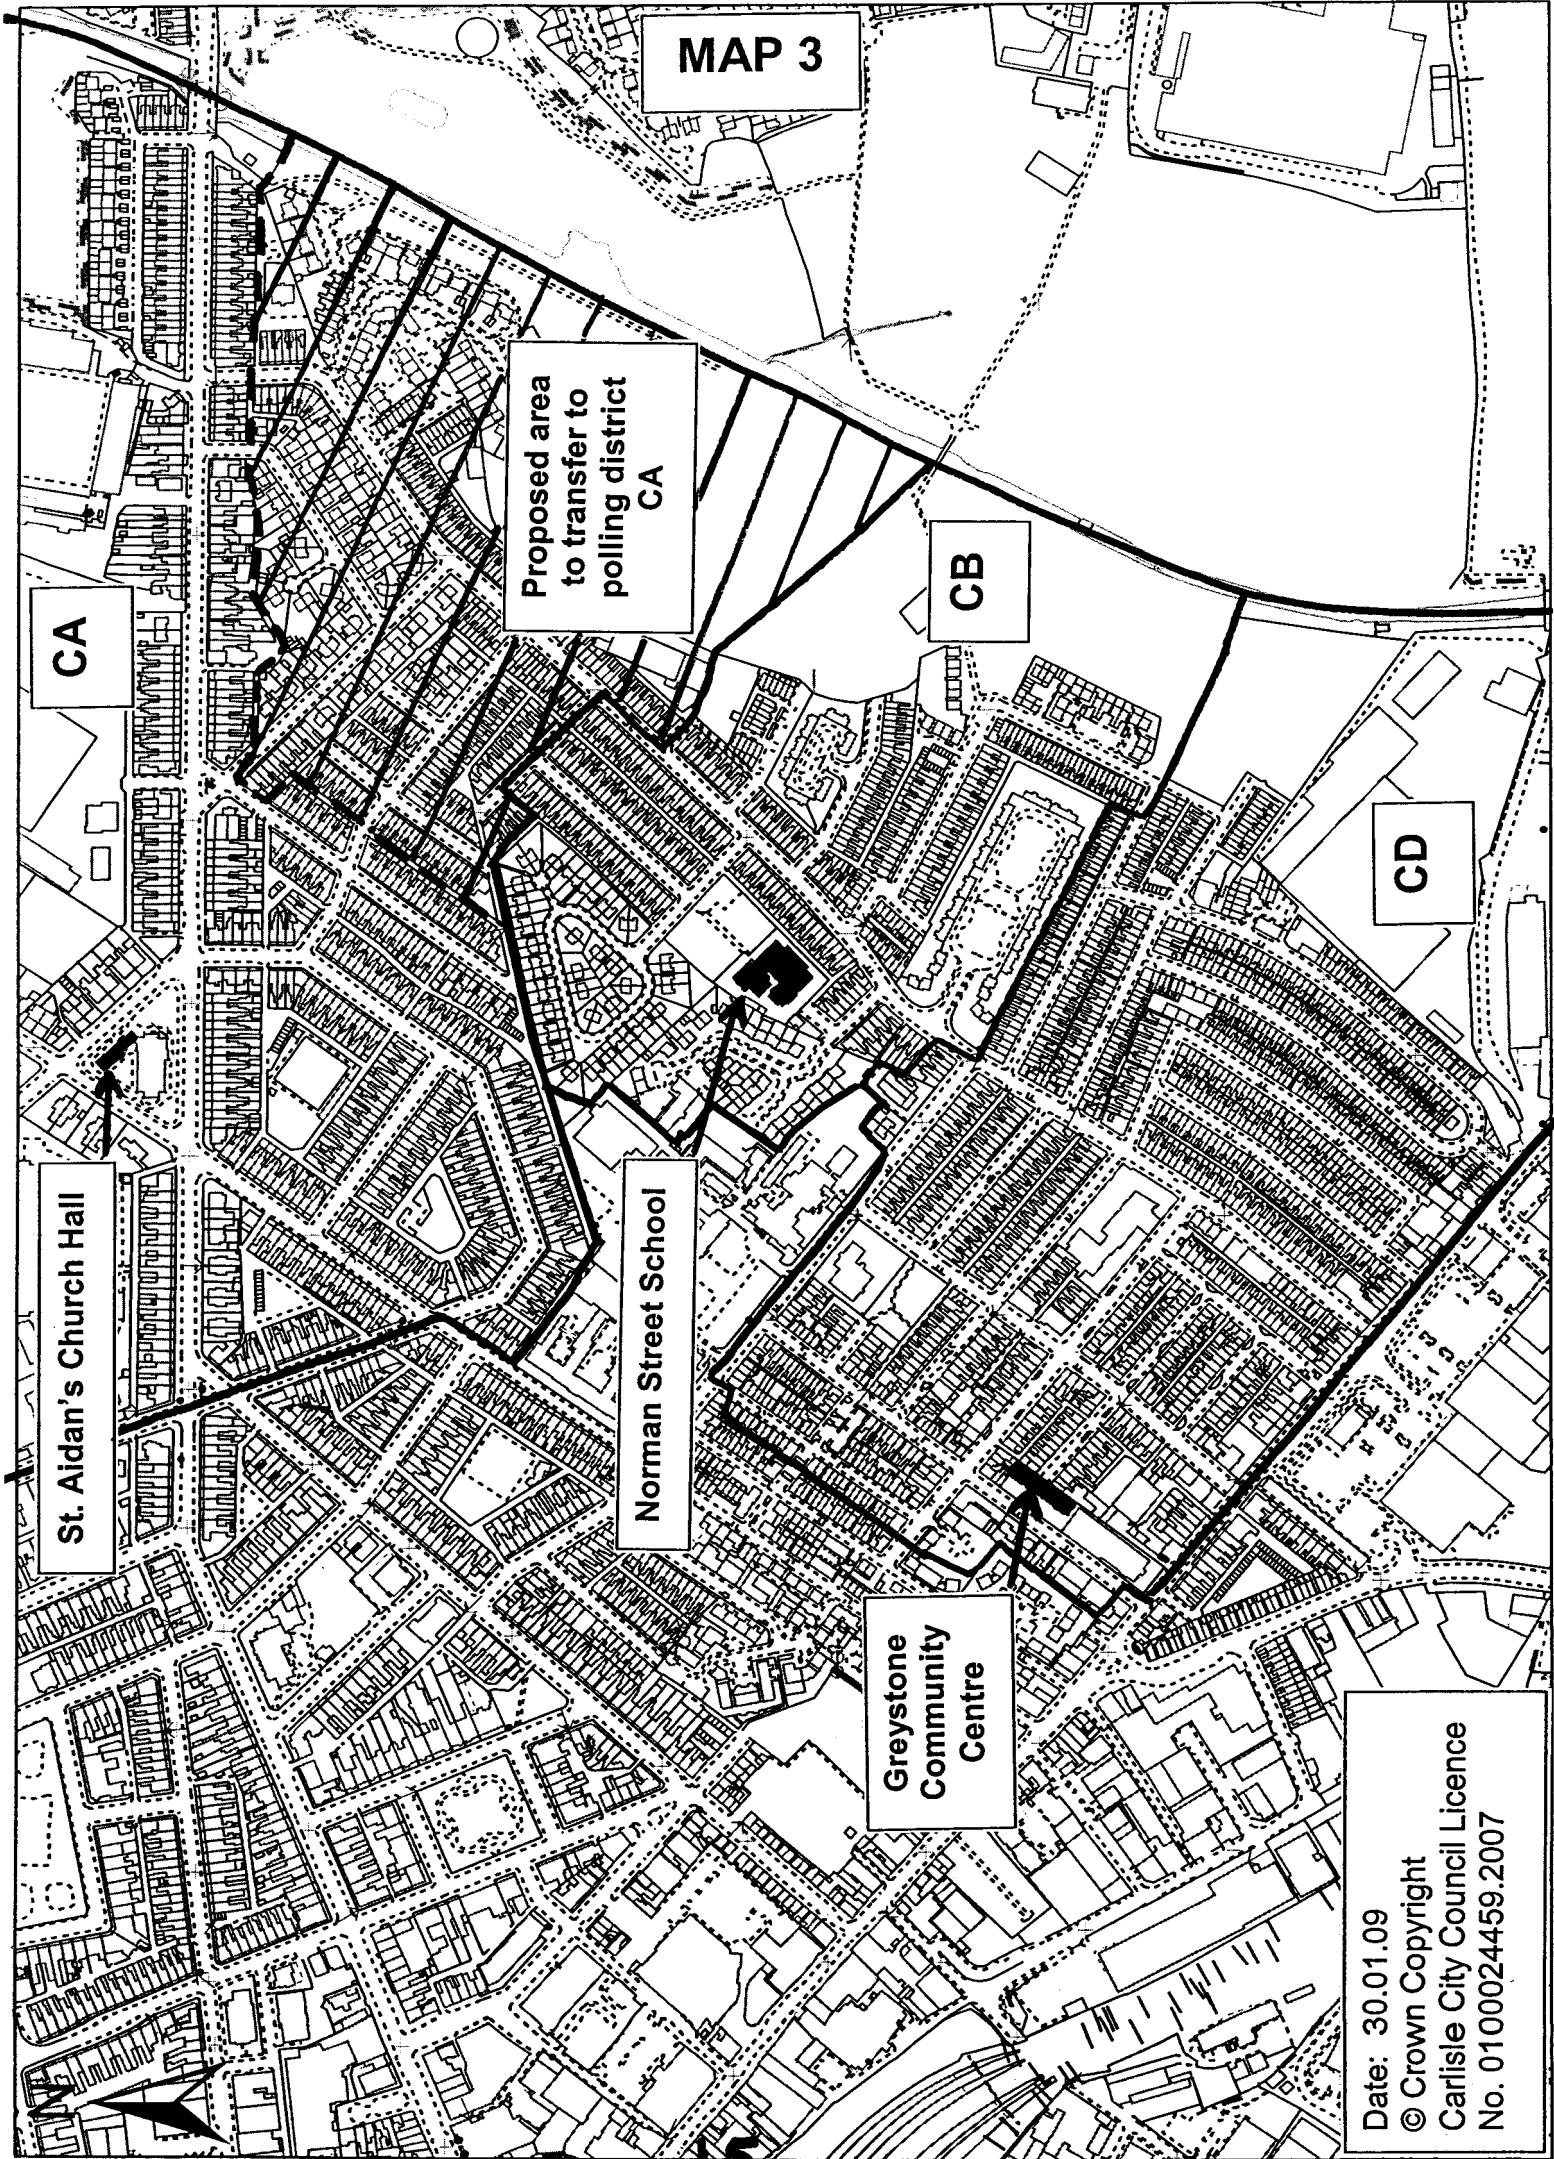 MAP 3
CA
Proposed area
to transfer to
polling district
CA
CB
CD
St. Aidan's Church Hall
Norman Street School
Greystone
Community
Centre
N
Date: 30.01.09
© Crown Copyright
Carlisle City Council Licence
No. 0100024459.2007